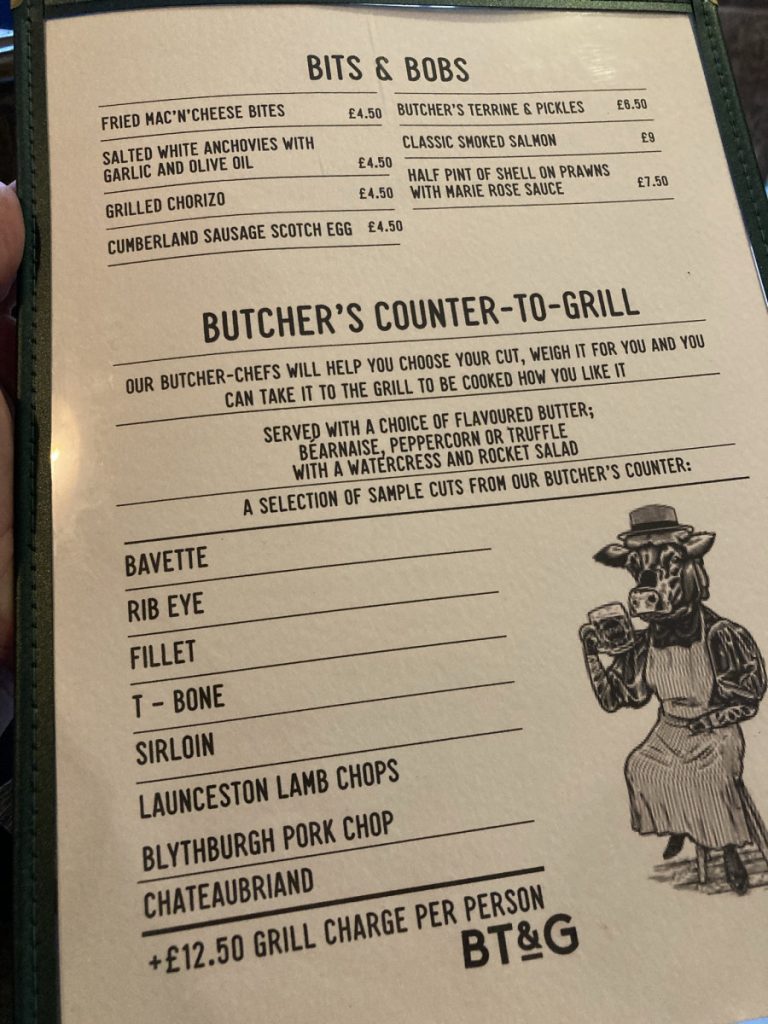 BITS & BOBS
FRIED MAC'N'CHEESE BITES £4.50
SALTED WHITE ANCHOVIES WITH
GARLIC AND OLIVE OIL £4.50
GRILLED CHORIZO £4.50
CUMBERLAND SAUSAGE SCOTCH EGG £4.50
BUTCHER'S TERRINE & PICKLES £6.50
CLASSIC SMOKED SALMON £9
HALF PINT OF SHELL ON PRAWNS
WITH MARIE ROSE SAUCE £7.50
BUTCHER'S COUNTER-TO-GRILL
OUR BUTCHER-CHEFS WILL HELP YOU CHOOSE YOUR CUT, WEIGH IT FOR YOU AND YOU
CAN TAKE IT TO THE GRILL TO BE COOKED HOW YOU LIKE IT
SERVED WITH A CHOICE OF FLAVOURED BUTTER;
BÉARNAISE, PEPPERCORN OR TRUFFLE
WITH A WATERCRESS AND ROCKET SALAD
A SELECTION OF SAMPLE CUTS FROM OUR BUTCHER'S COUNTER:
BAVETTE
RIB EYE
FILLET
T - BONE
SIRLOIN
LAUNCESTON LAMB CHOPS
BLYTHBURGH PORK CHOP
CHATEAUBRIAND
+£12.50 GRILL CHARGE PER PERSON
BT&G